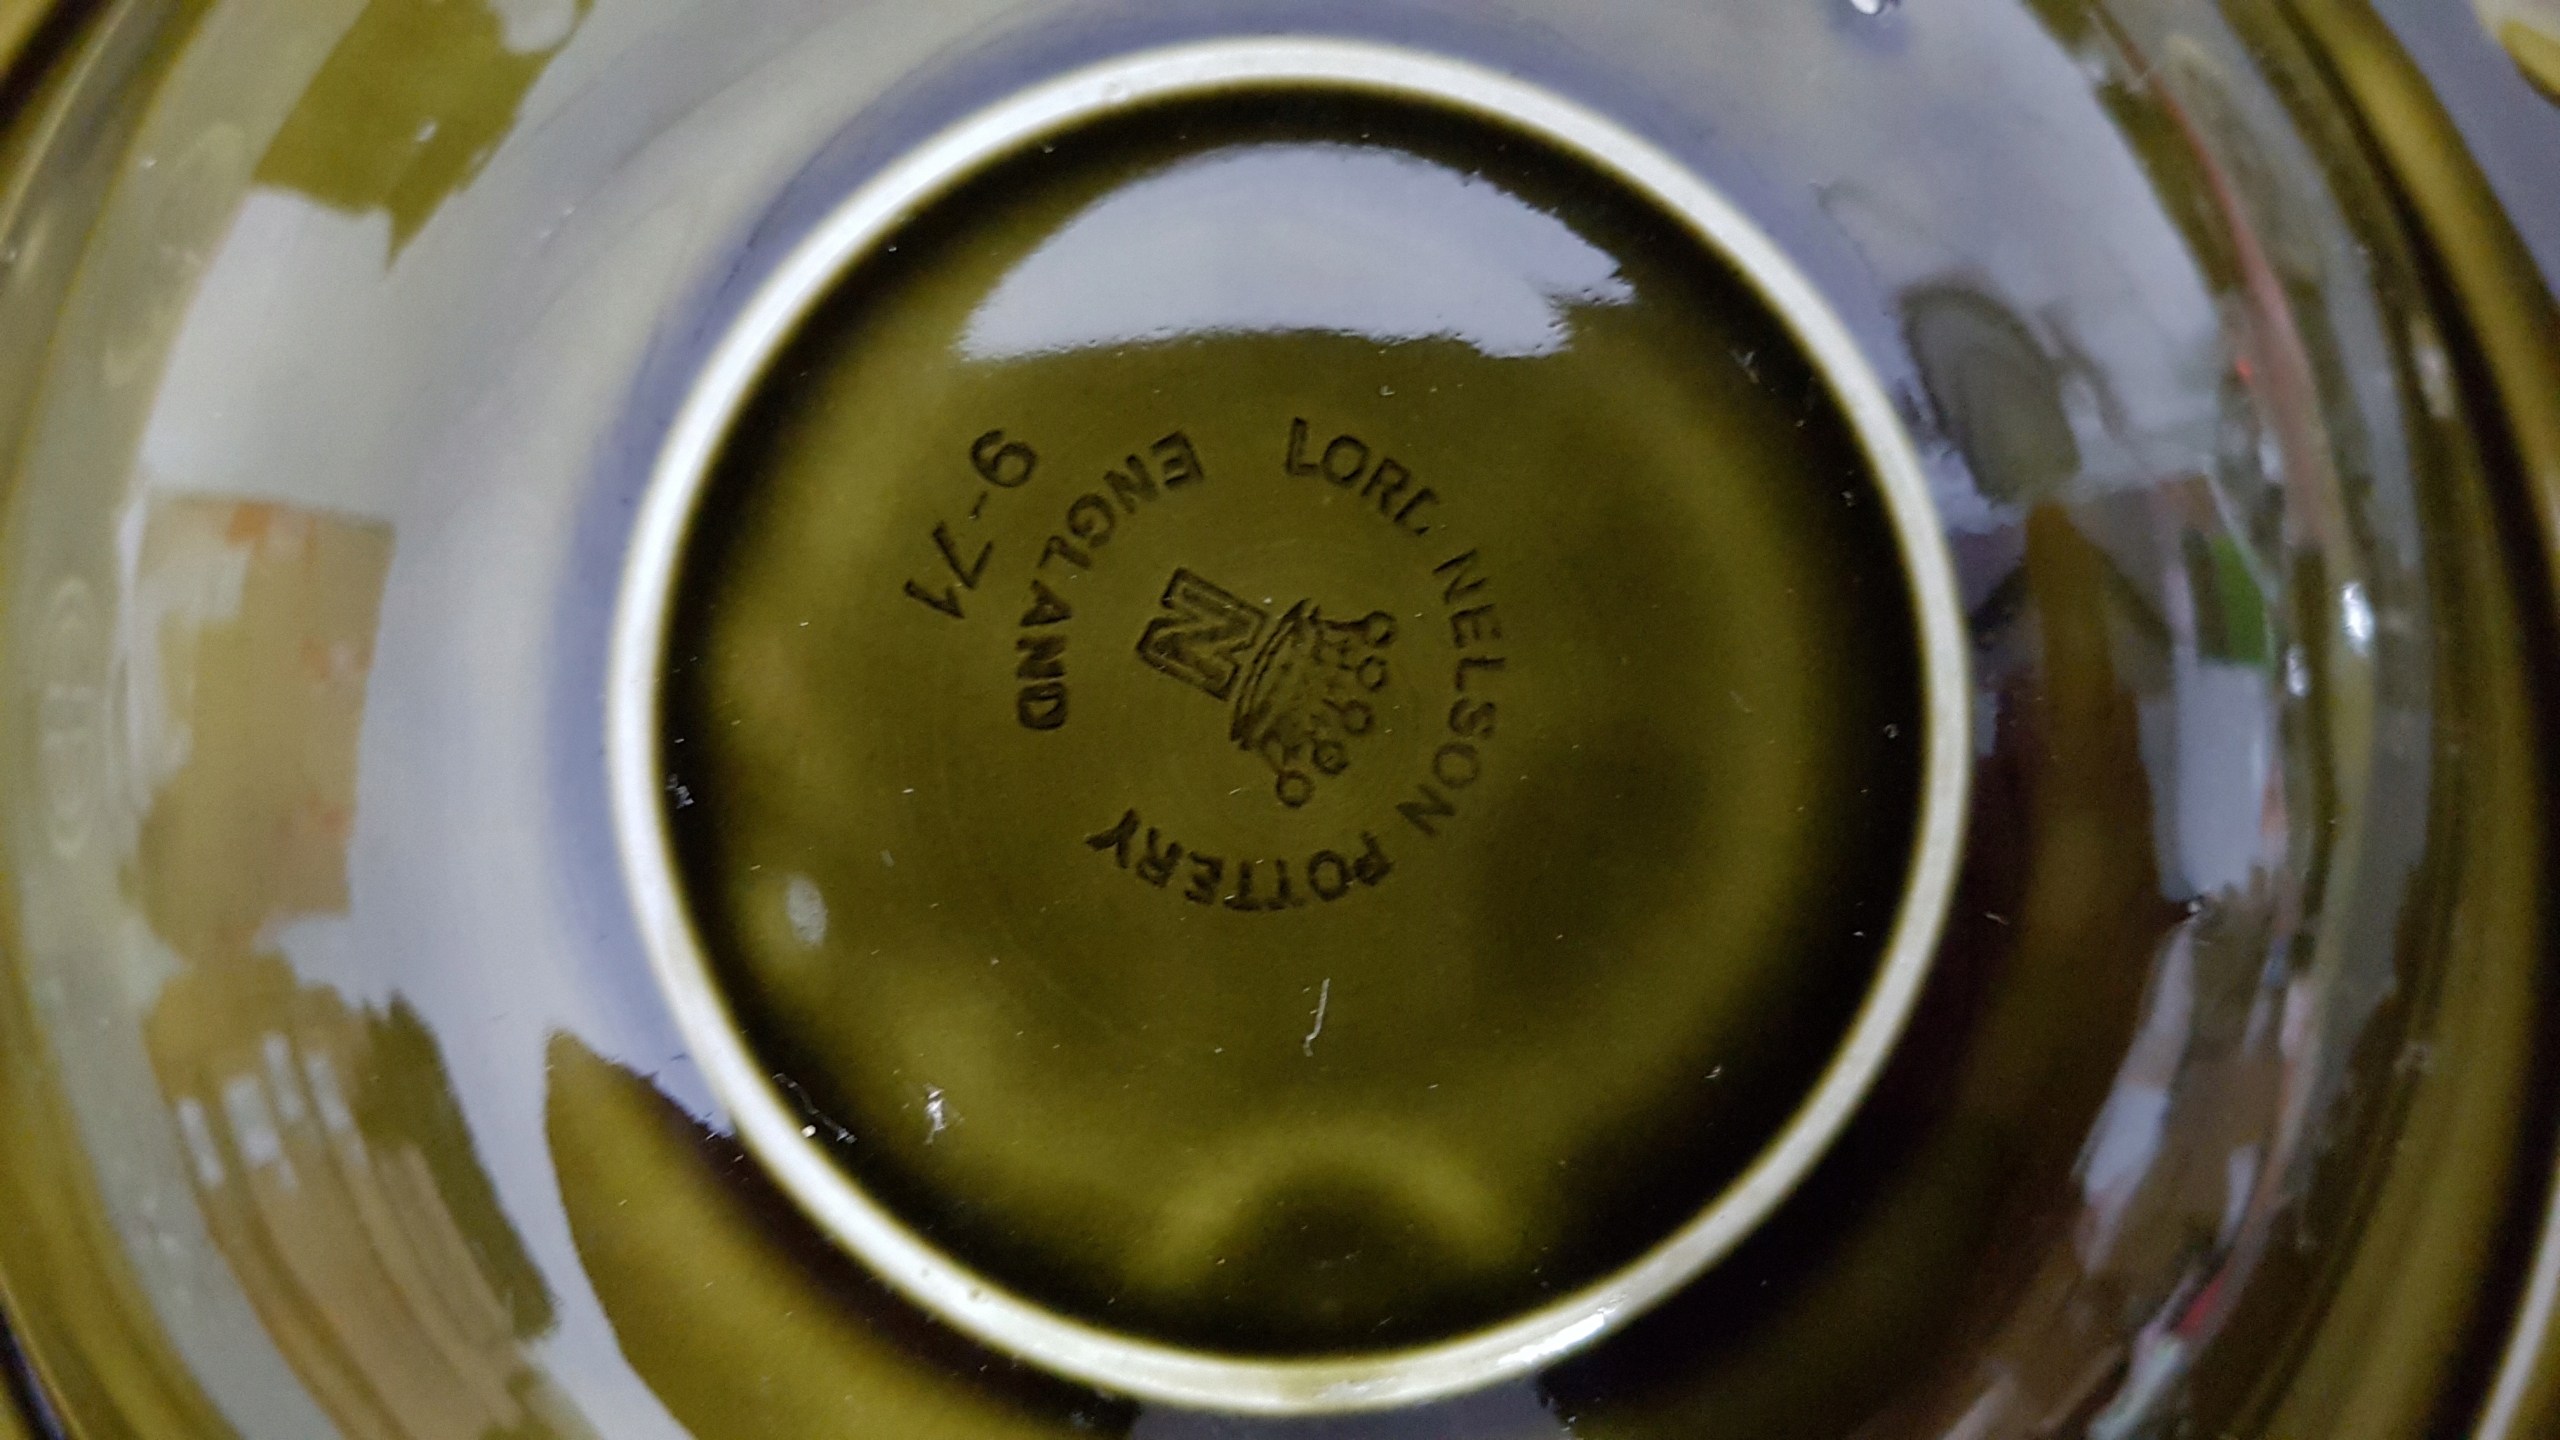 LORD NELSON POTTERY
N
ENGLAND
9-71